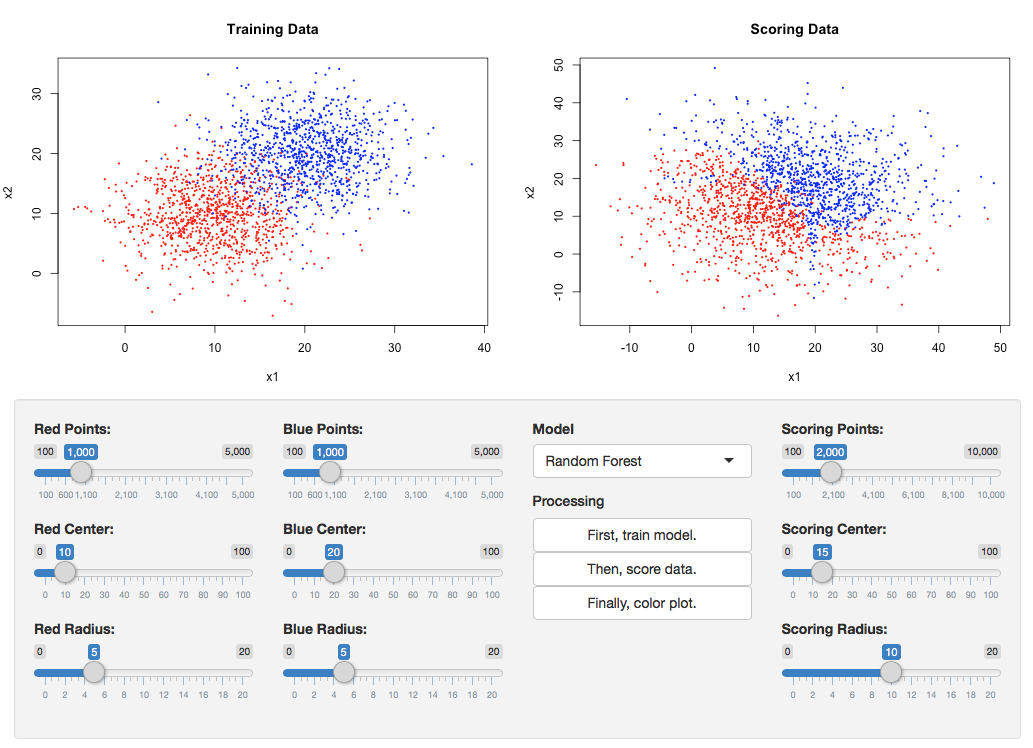 Training Data
x2
0
10
20
30
0
10
20
30
40
x1
Scoring Data
x2
-10
0
10
20
30
40
50
-10
0
10
20
30
40
50
x1
Red Points:
100 1,000 5,000
100 600 1,100 2,100 3,100 4,100 5,000
Red Center:
0 10 100
0 10 20 30 40 50 60 70 80 90 100
Red Radius:
0 5 20
0 2 4 6 8 10 12 14 16 18 20
Blue Points:
100 1,000 5,000
100 600 1,100 2,100 3,100 4,100 5,000
Blue Center:
0 20 100
0 10 20 30 40 50 60 70 80 90 100
Blue Radius:
0 5 20
0 2 4 6 8 10 12 14 16 18 20
Model
Random Forest
Processing
First, train model.
Then, score data.
Finally, color plot.
Scoring Points:
100 2,000 10,000
100 2,100 4,100 6,100 8,100 10,000
Scoring Center:
0 15 100
0 10 20 30 40 50 60 70 80 90 100
Scoring Radius:
0 10 20
0 2 4 6 8 10 12 14 16 18 20